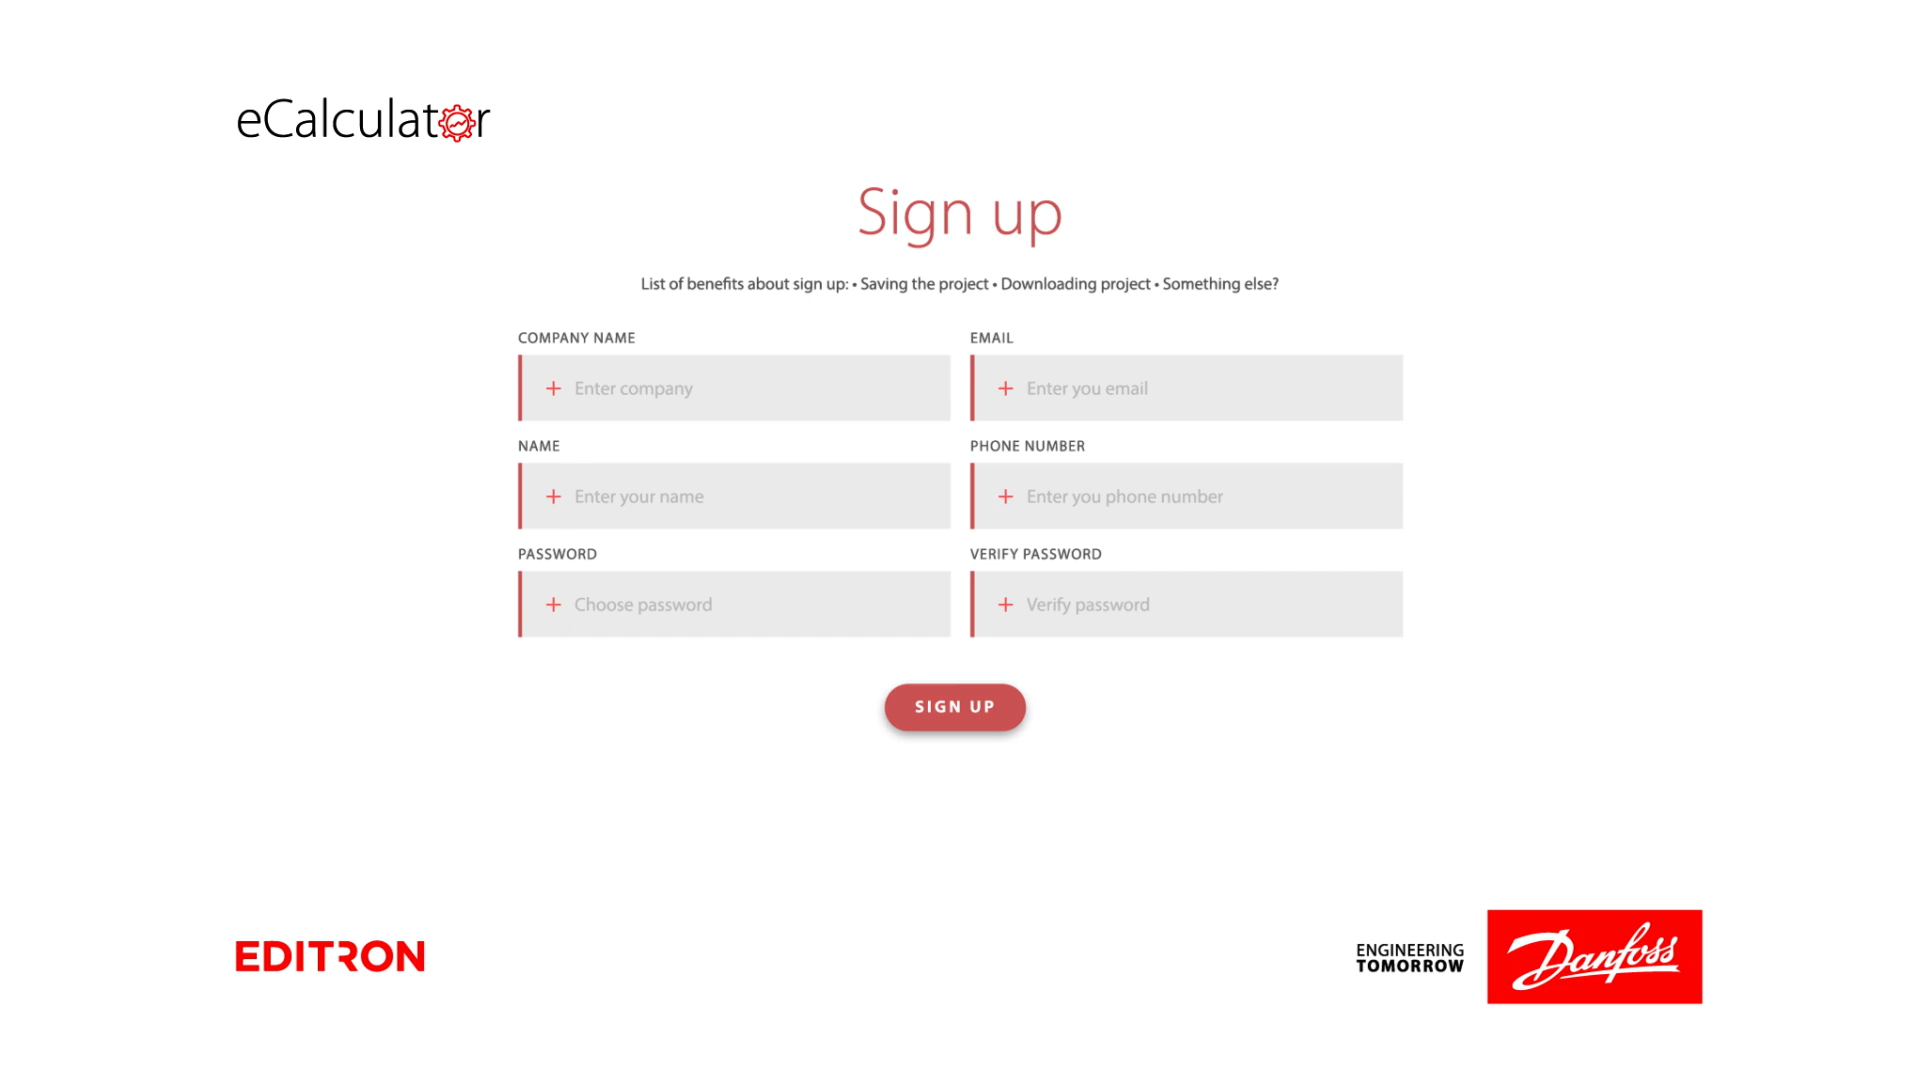 eCalculator
Sign up
List of benefits about sign up: • Saving the project • Downloading project • Something else?
COMPANY NAME
EMAIL
Enter company
Enter you email
NAME
PHONE NUMBER
Enter your name
Enter you phone number
PASSWORD
VERIFY PASSWORD
Choose password
Verify password
SIGN UP
EDITRON
ENGINEERING
TOMORROW
Danfoss